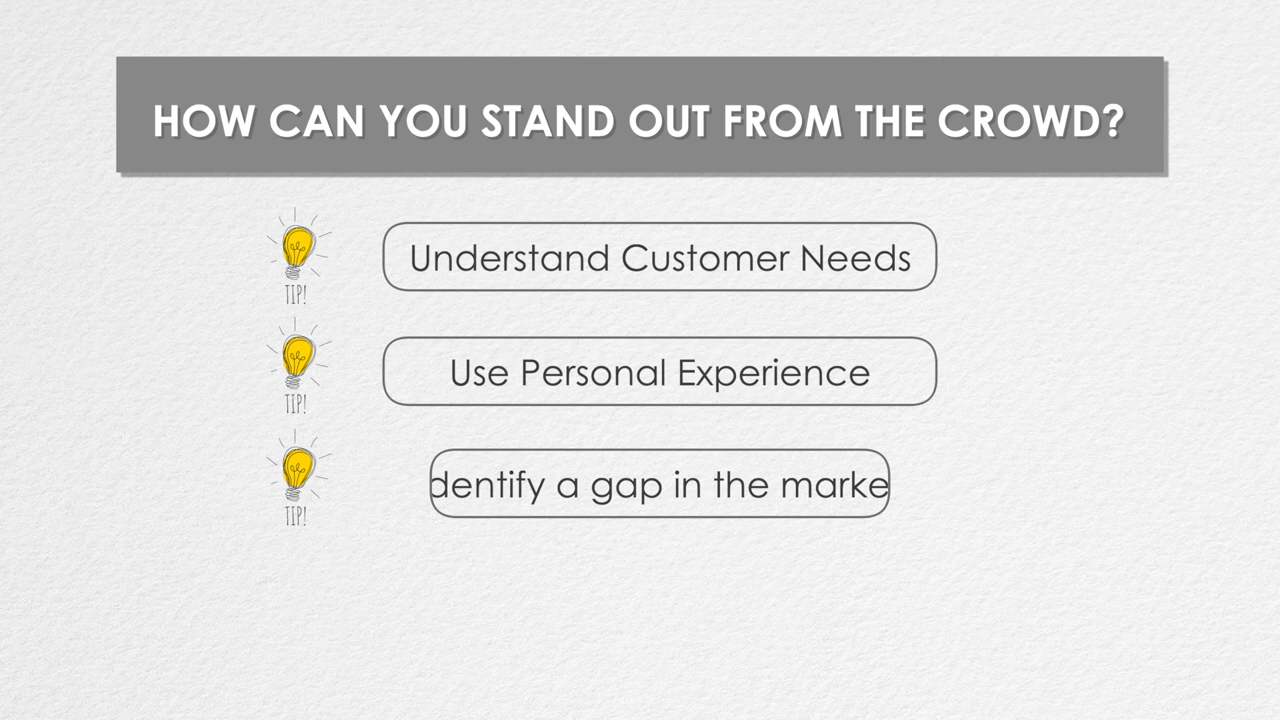 HOW CAN YOU STAND OUT FROM THE CROWD?
TIP!
Understand Customer Needs
TIP!
Use Personal Experience
TIP!
dentify a gap in the marke